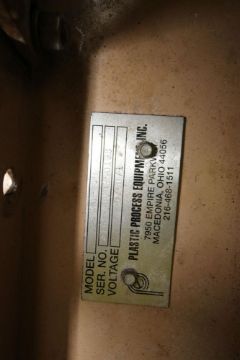 PLASTIC PROCESS EQUIPMENT, INC.
7950 EMPIRE PARKWAY
MACEDONIA, OHIO 44056
216-468-1511
MODEL
SER. NO.
VOLTAGE